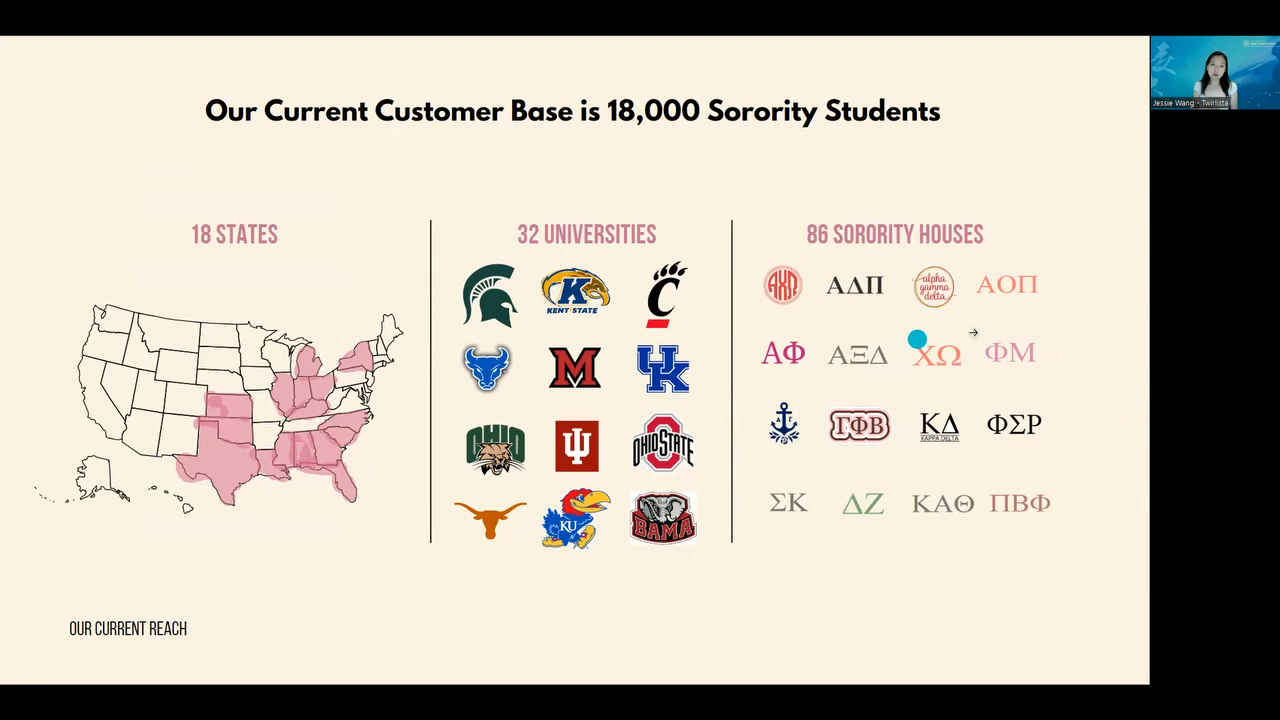 Our Current Customer Base is 18,000 Sorority Students
Jessie Wang - Twirlista
18 STATES
32 UNIVERSITIES
86 SORORITY HOUSES
KENT STATE
C
M
UK
OHIO
OHIO STATE
KU
BAMA
ΑΧΩ
ΑΔΠ
alpha
gamma
delta
ΑΟΠ
ΑΦ
ΑΞΔ
ΧΩ
ΦΜ
ΓΦΒ
ΚΔ
KAPPA DELTA
ΦΣΡ
ΣΚ
ΔΖ
ΚΑΘ
ΠΒΦ
OUR CURRENT REACH